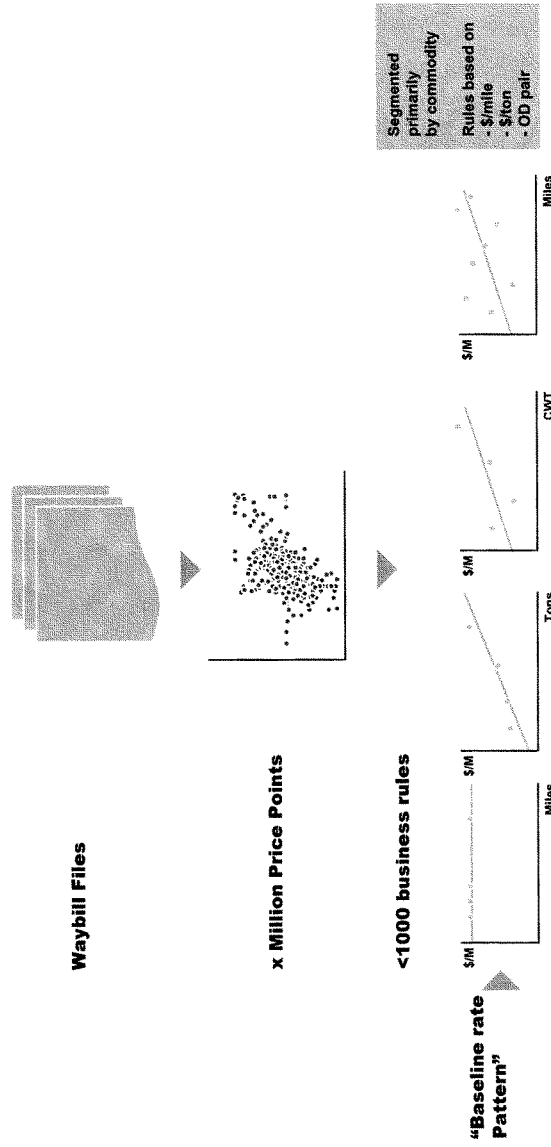 Waybill Files
x Million Price Points
<1000 business rules
“Baseline rate
Pattern”
$/M
Miles
$/M
Tons
$/M
CWT
$/M
Miles
Segmented
primarily
by commodity
Rules based on
- $/mile
- $/ton
- OD pair